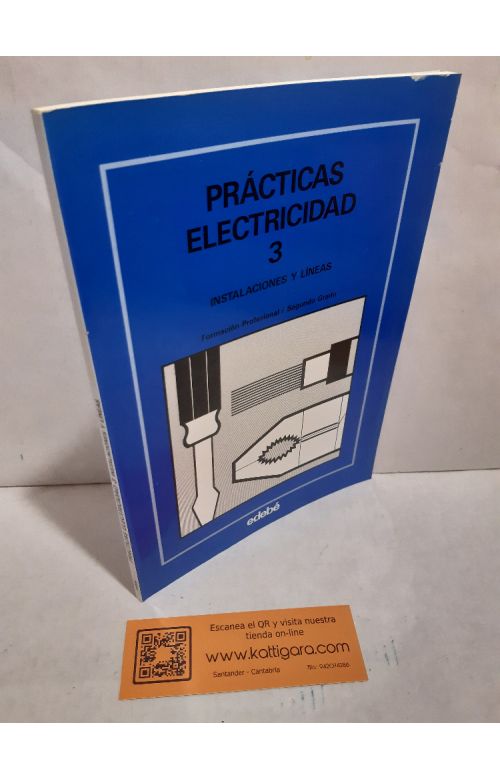 PRÁCTICAS
ELECTRICIDAD
3
INSTALACIONES Y LÍNEAS
Formación Profesional / Segundo Grado
edebé
Escanea el QR y visita nuestra
tienda on-line
www.kattigara.com
Santander - Cantabria